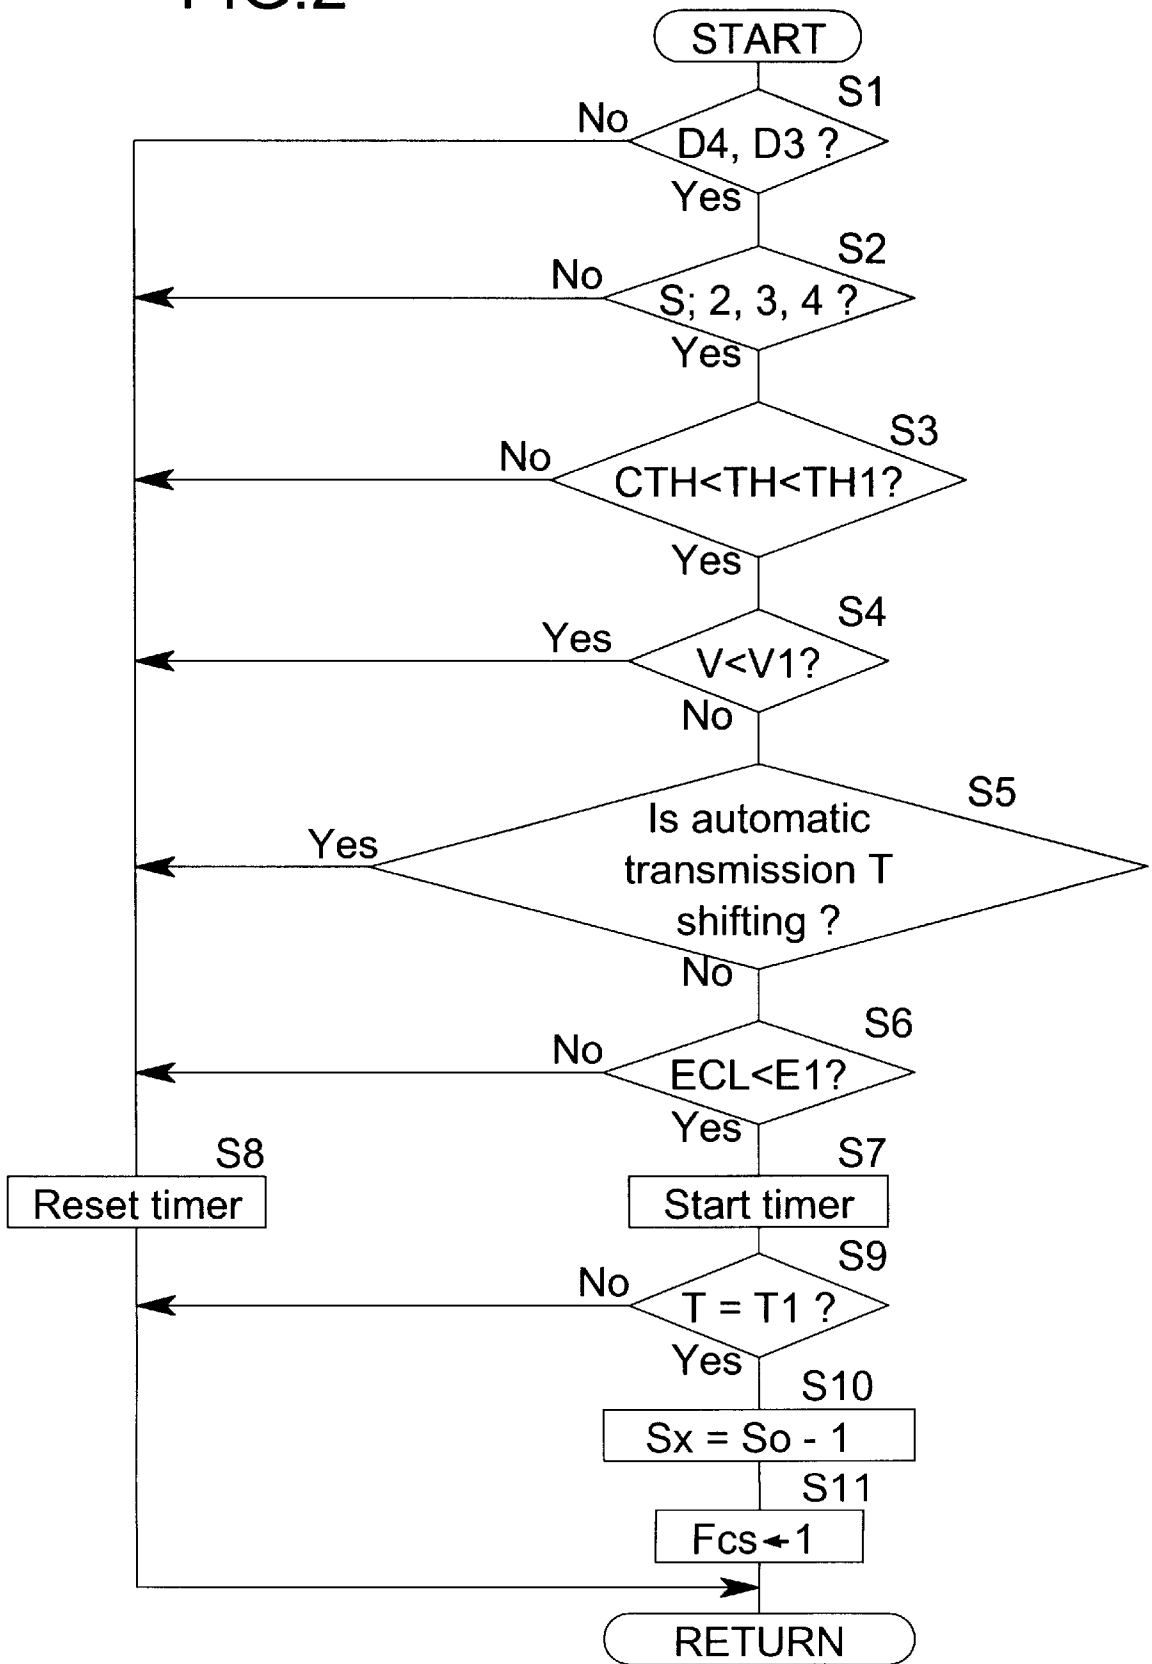 FIG.2
START
S1
No
D4, D3 ?
Yes
S2
No
S; 2, 3, 4 ?
Yes
S3
No
CTH<TH<TH1?
Yes
S4
Yes
V<V1?
No
S5
Is automatic
Yes
transmission T
shifting ?
No
S6
No
ECL<E1?
Yes
S8
S7
Reset timer
Start timer
S9
No
T = T1 ?
Yes
S10
Sx = So - 1
S11
Fcs←1
RETURN